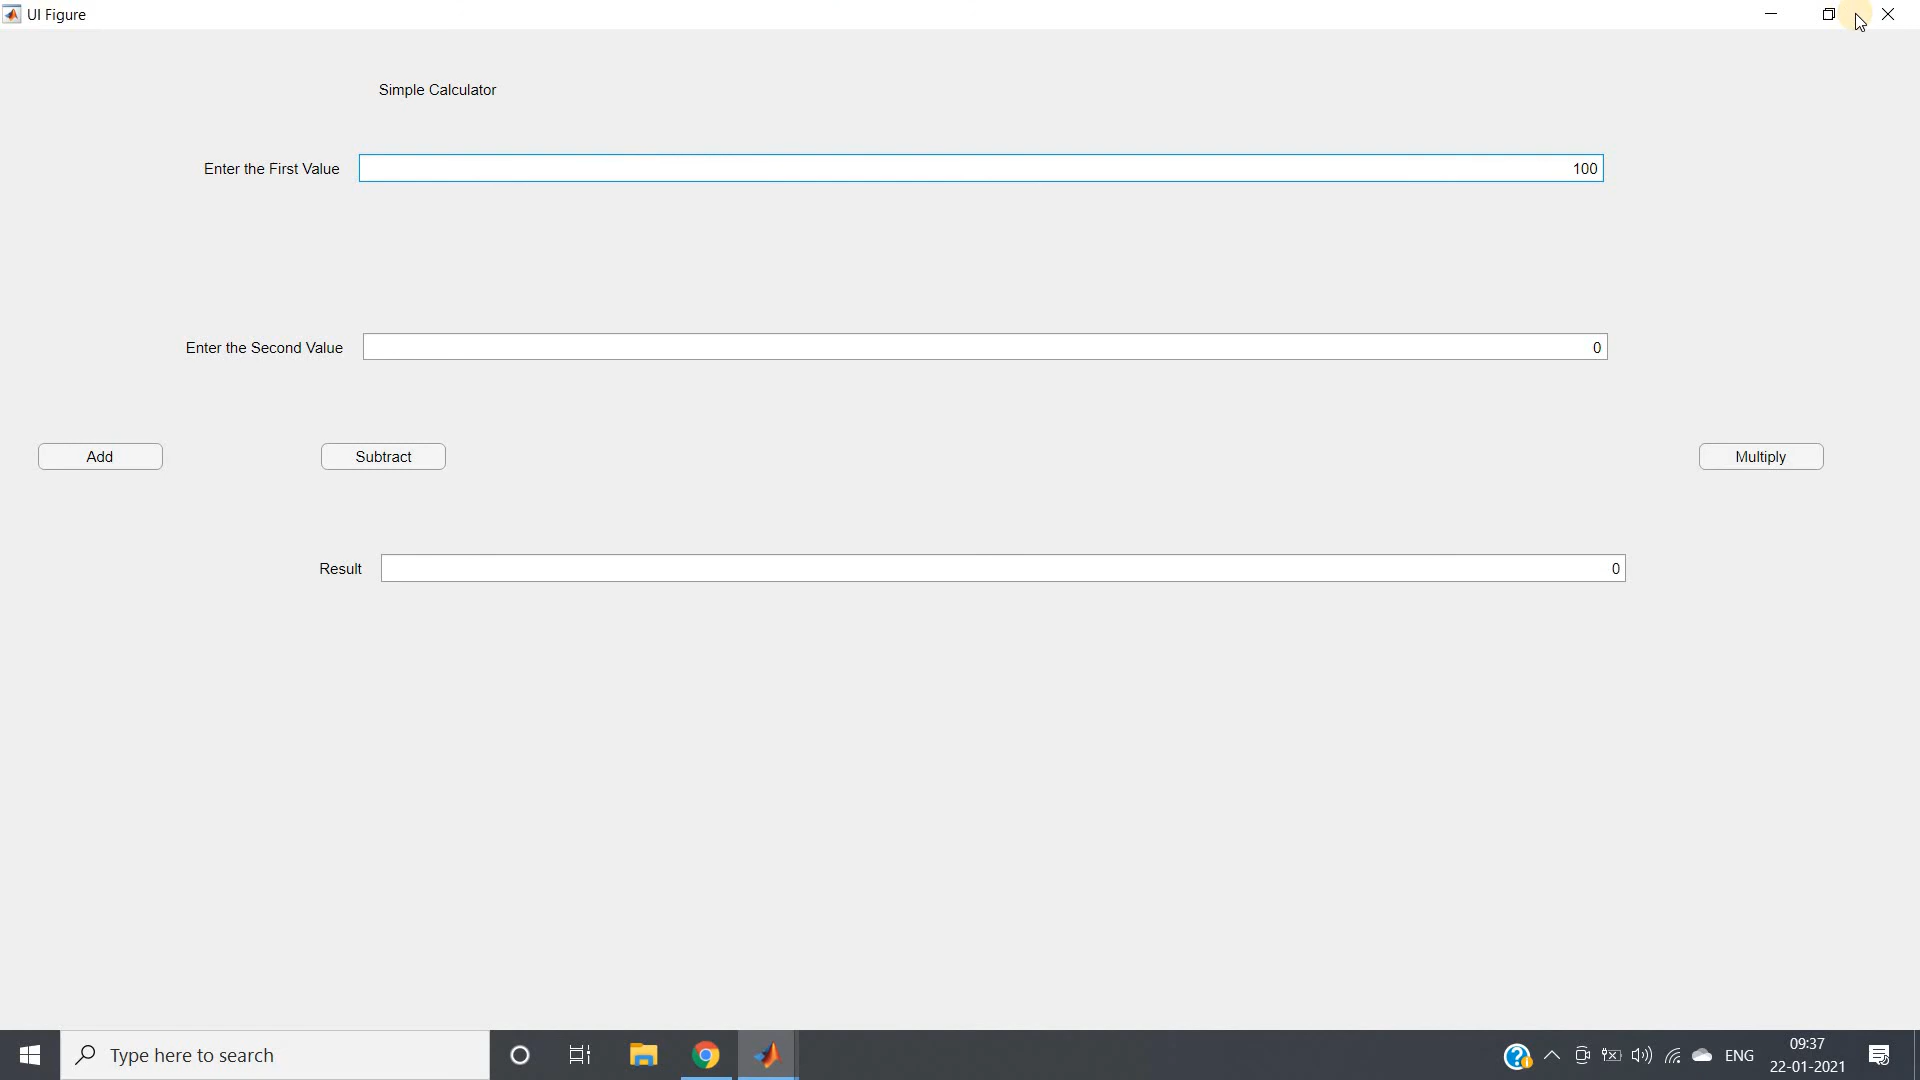 UI Figure
Simple Calculator
Enter the First Value 100
Enter the Second Value 0
Add Subtract Multiply
Result 0
Type here to search
ENG
09:37
22-01-2021